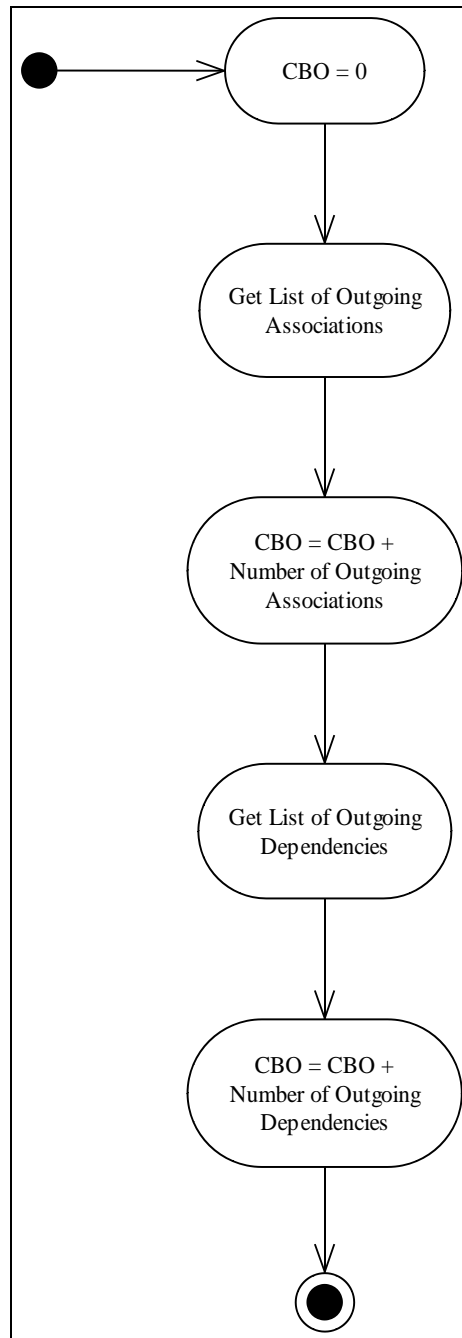 CBO = 0
Get List of Outgoing
Associations
CBO = CBO +
Number of Outgoing
Associations
Get List of Outgoing
Dependencies
CBO = CBO +
Number of Outgoing
Dependencies